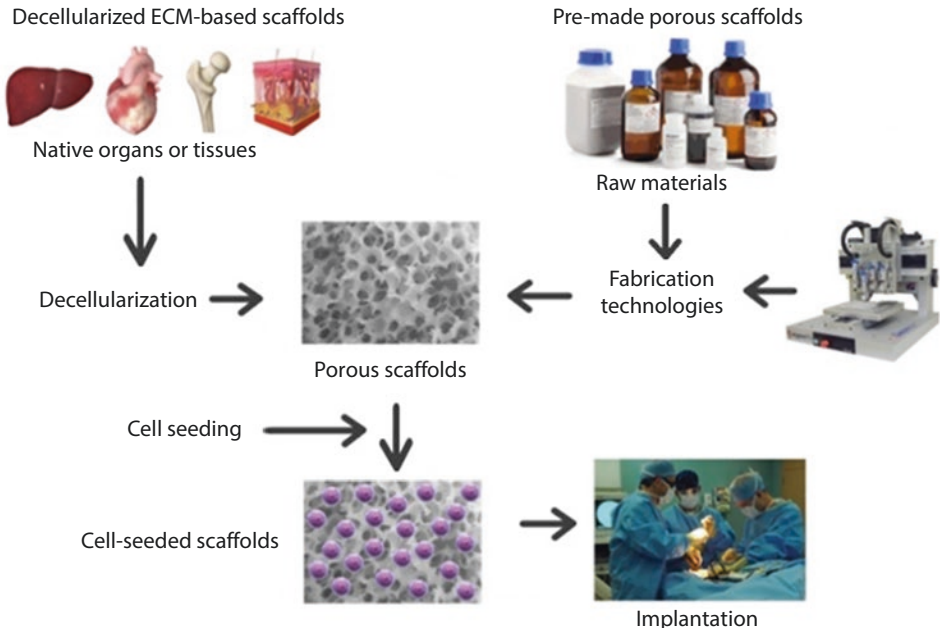 Decellularized ECM-based scaffolds
Pre-made porous scaffolds
Native organs or tissues
Raw materials
Decellularization
Fabrication
technologies
Porous scaffolds
Cell seeding
Cell-seeded scaffolds
Implantation